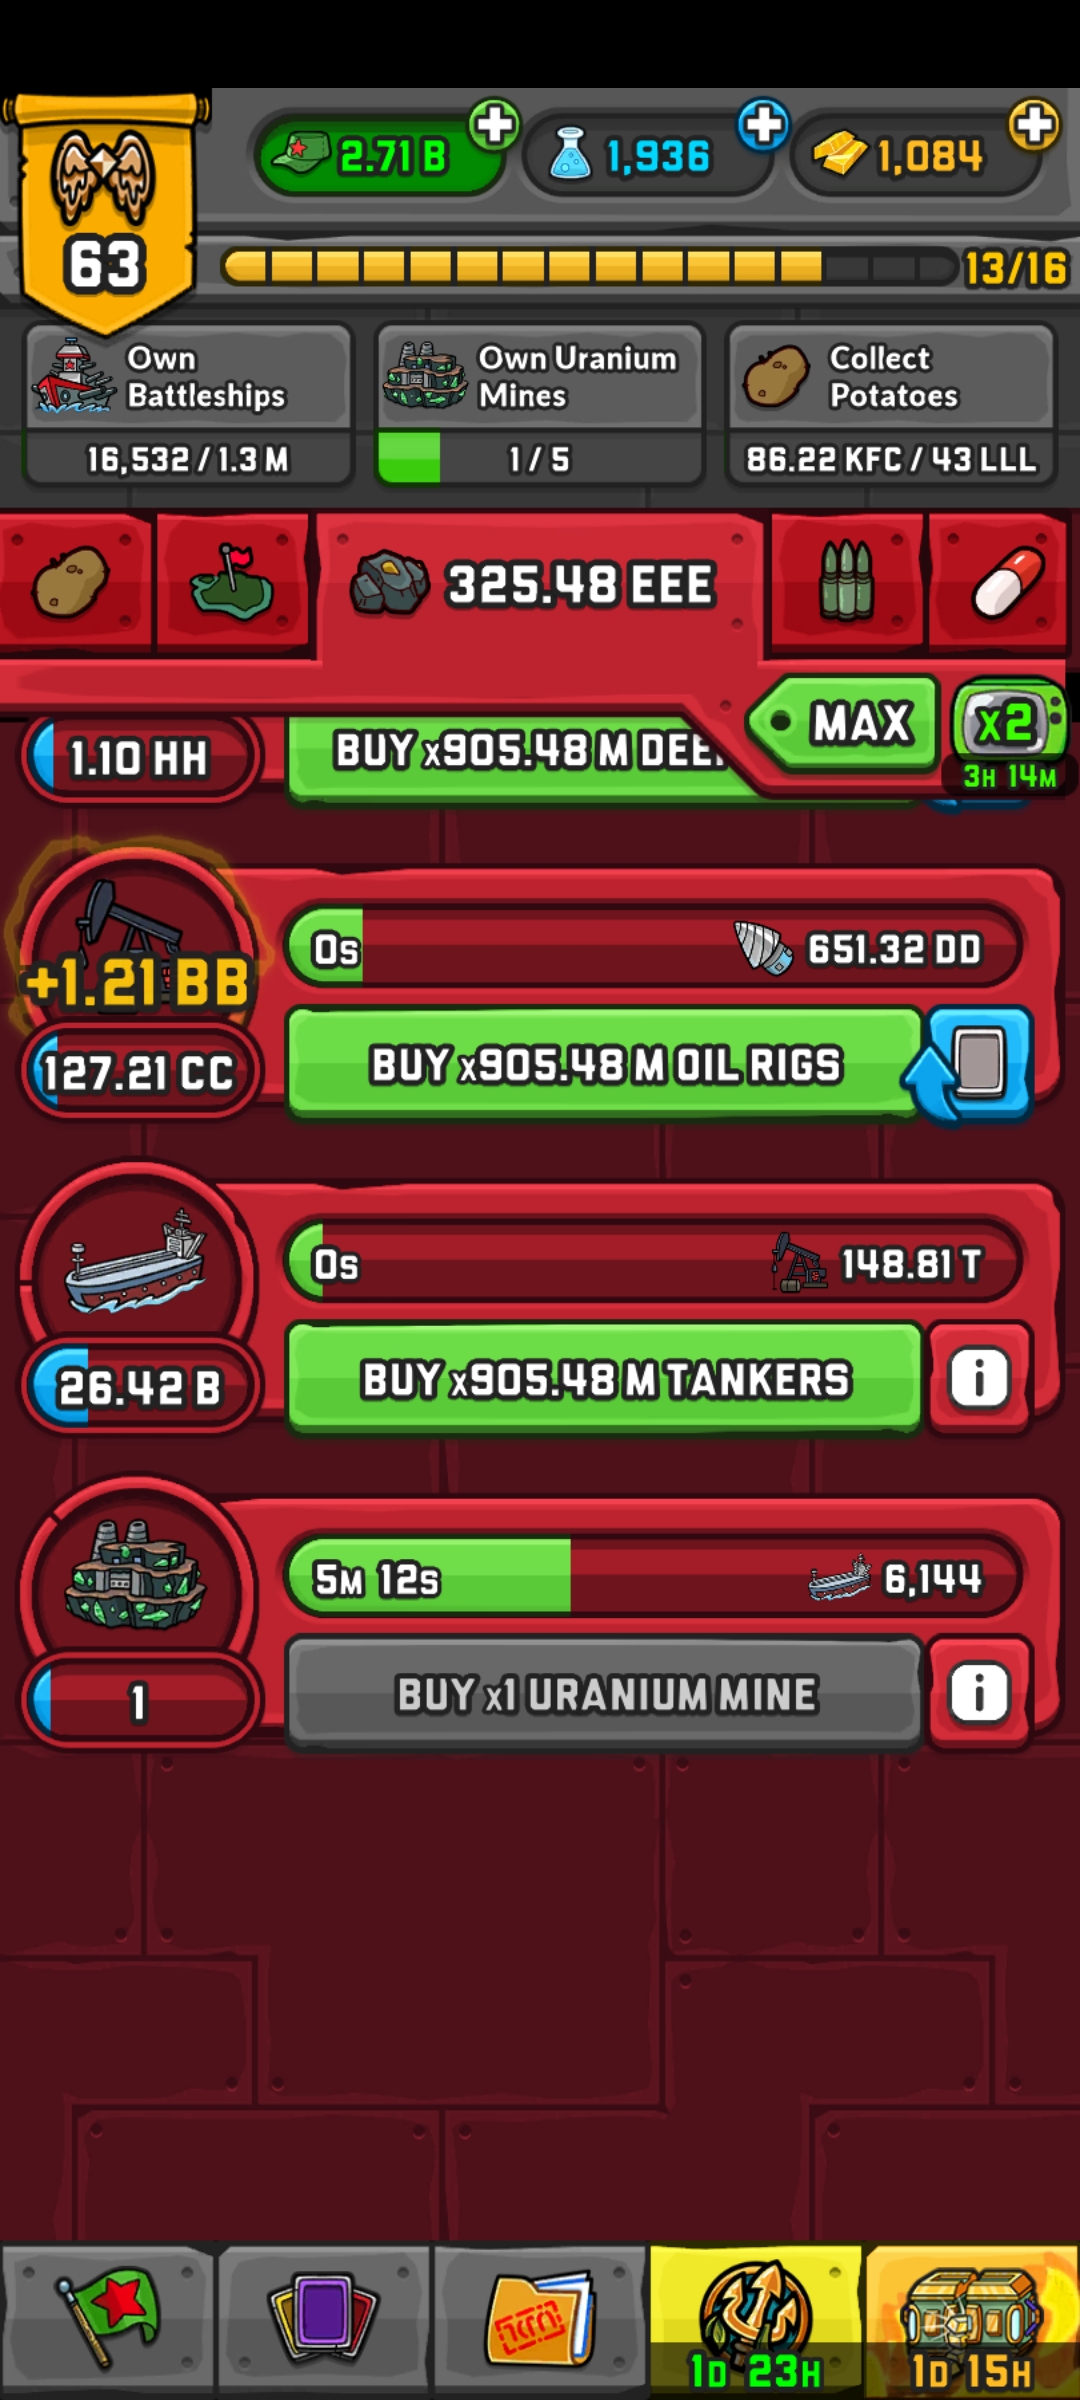 63
2.71 B
1,936
1,084
13/16
Own
Battleships
16,532 / 1.3 M
Own Uranium
Mines
1 / 5
Collect
Potatoes
86.22 KFC / 43 LLL
325.48 EEE
MAX
x2
3H 14M
1.10 HH
BUY x905.48 M DEE
+1.21 BB
127.21 CC
0s
651.32 DD
BUY x905.48 M OIL RIGS
26.42 B
0s
148.81 T
BUY x905.48 M TANKERS
i
1
5M 12s
6,144
BUY x1 URANIUM MINE
i
1D 23H
1D 15H